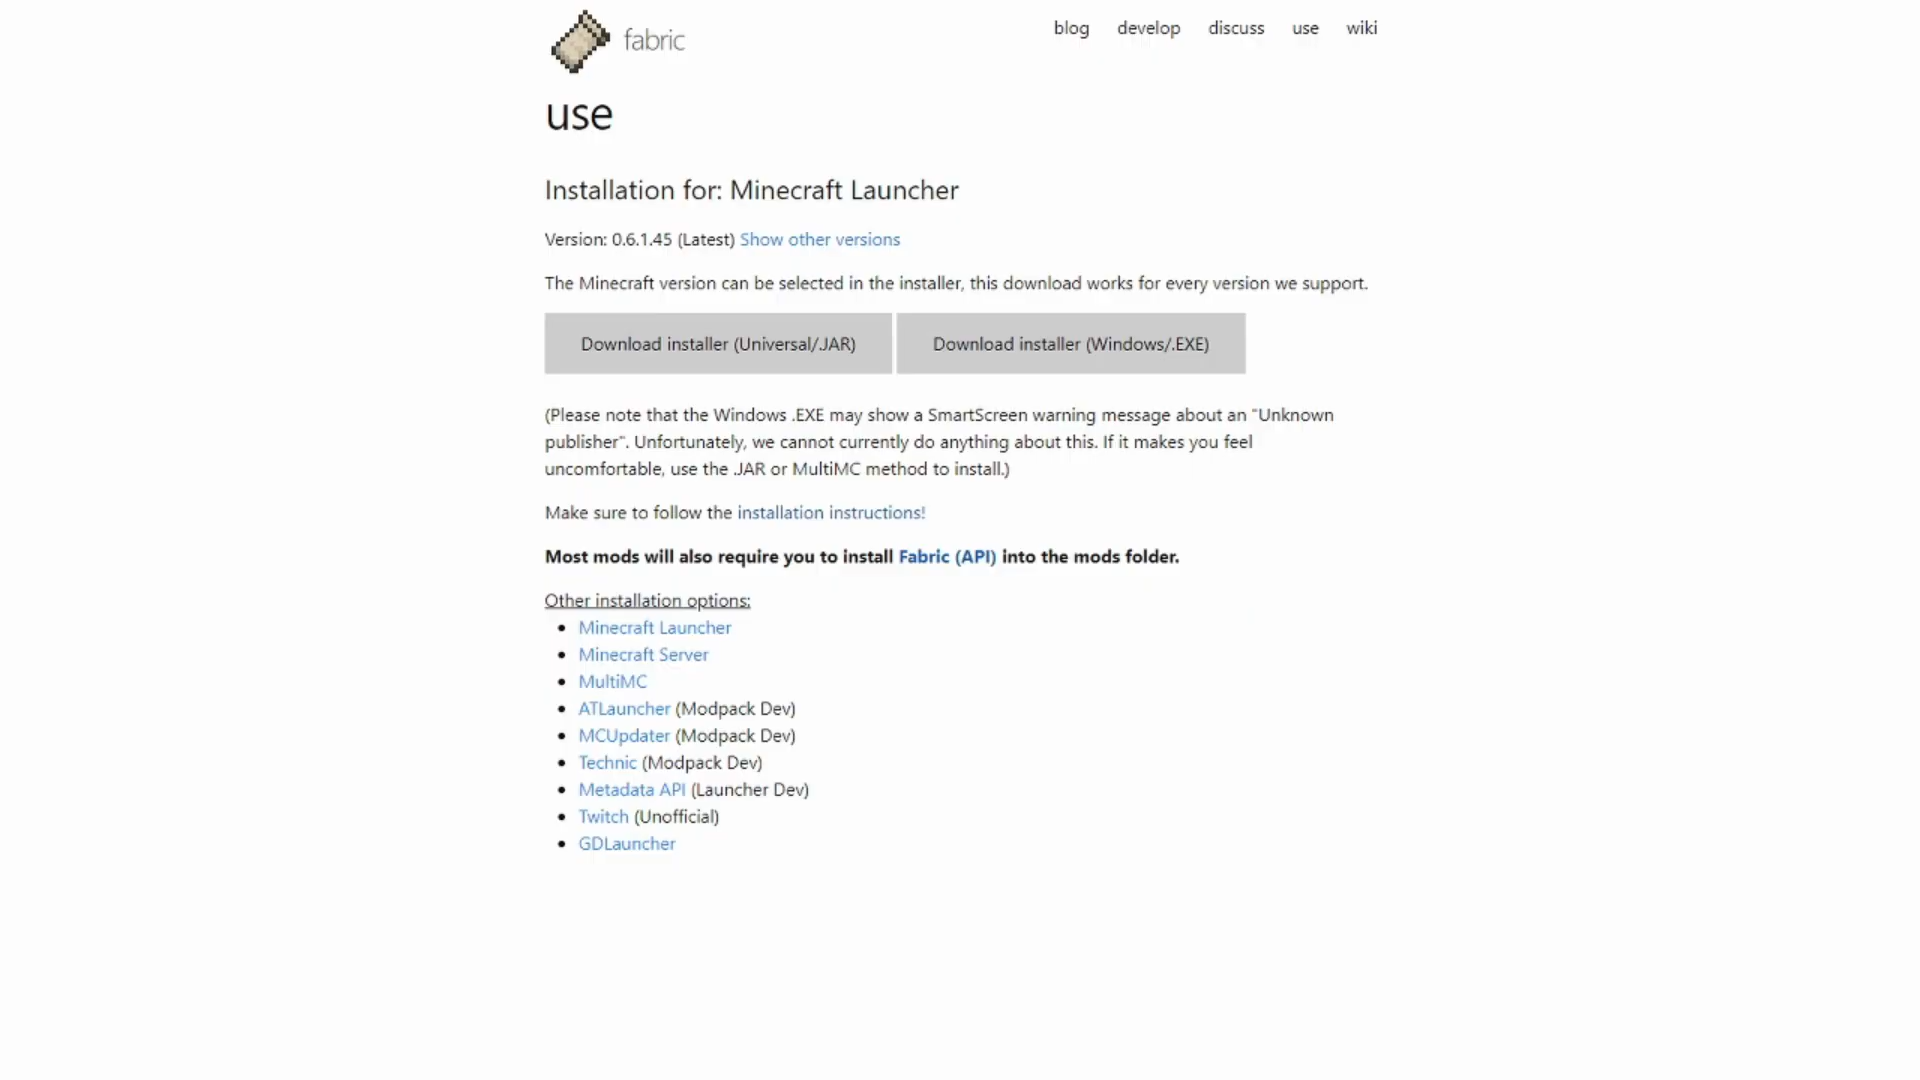 fabric
blog develop discuss use wiki
use
Installation for: Minecraft Launcher
Version: 0.6.1.45 (Latest) Show other versions
The Minecraft version can be selected in the installer, this download works for every version we support.
Download installer (Universal/.JAR) Download installer (Windows/.EXE)
(Please note that the Windows .EXE may show a SmartScreen warning message about an “Unknown
publisher”. Unfortunately, we cannot currently do anything about this. If it makes you feel
uncomfortable, use the .JAR or MultiMC method to install.)
Make sure to follow the installation instructions!
Most mods will also require you to install Fabric (API) into the mods folder.
Other installation options:
• Minecraft Launcher
• Minecraft Server
• MultiMC
• ATLauncher (Modpack Dev)
• MCUpdater (Modpack Dev)
• Technic (Modpack Dev)
• Metadata API (Launcher Dev)
• Twitch (Unofficial)
• GDLauncher